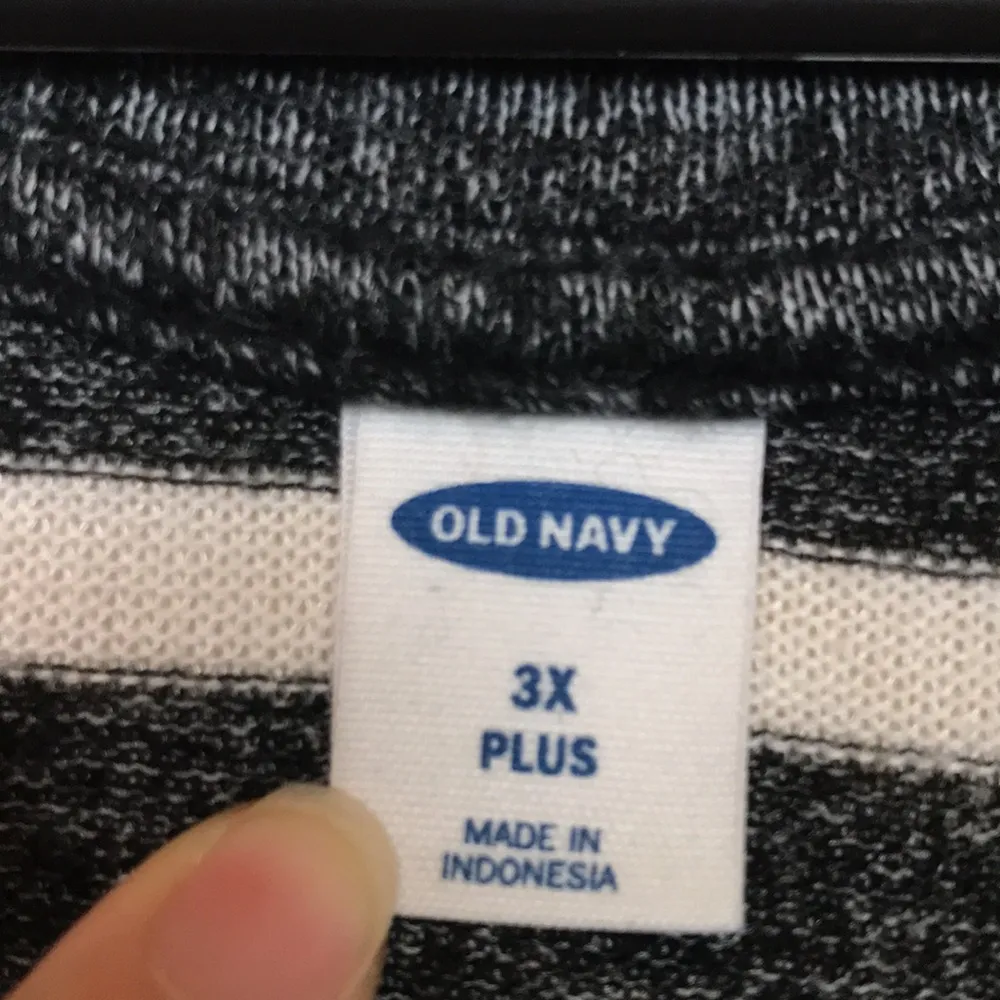 OLD NAVY
3X
PLUS
MADE IN
INDONESIA